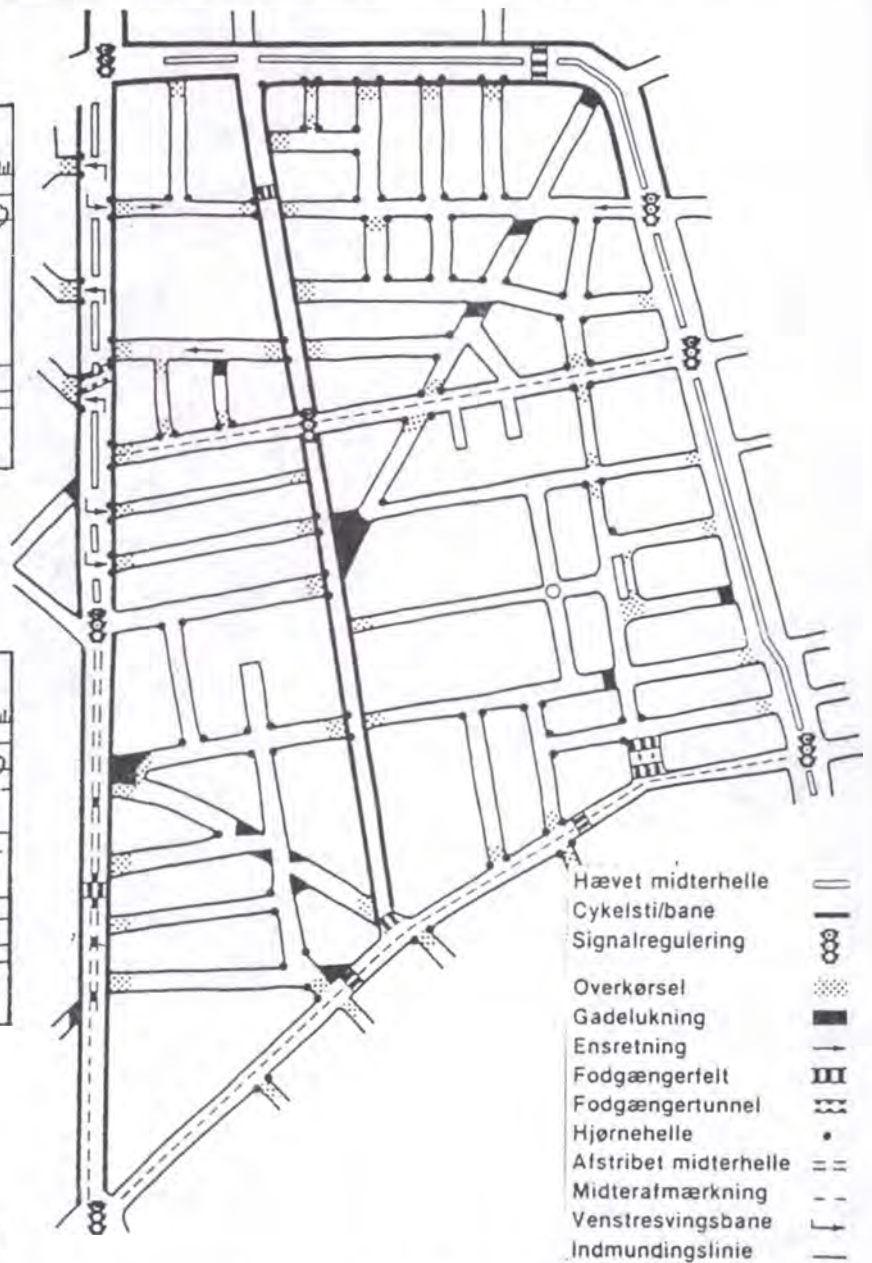 Hævet midterhelle
Cykelsti/bane
Signalregulering
Overkørsel
Gadelukning
Ensretning
Fodgængerfelt
Fodgængertunnel
Hjørnehelle
Afstribet midterhelle
Midterafmærkning
Venstresvingsbane
Indmundingslinie